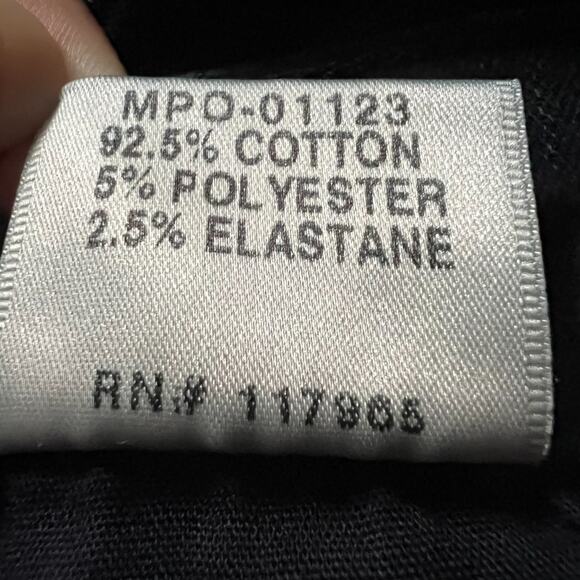 MPO-01123
92.5% COTTON
5% POLYESTER
2.5% ELASTANE
RN.# 117965